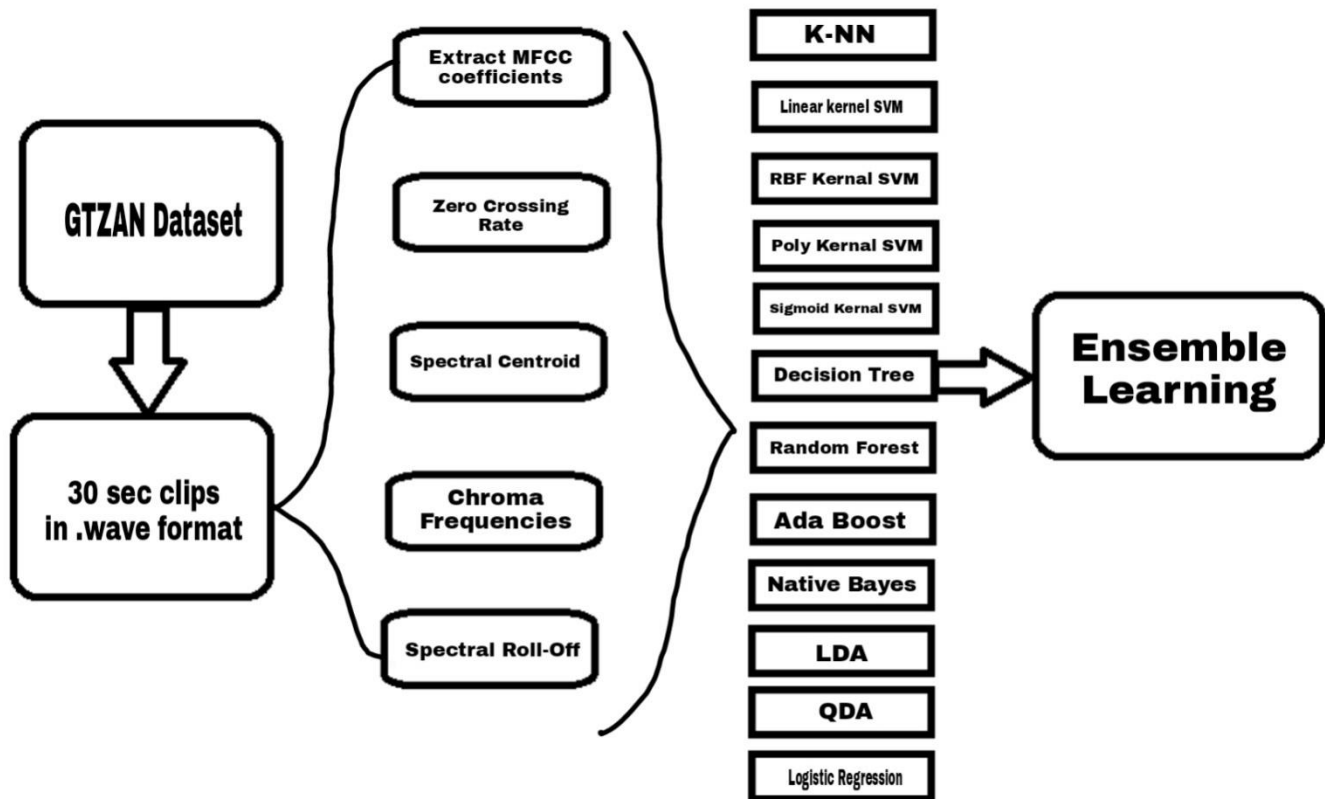 GTZAN Dataset
30 sec clips
in .wave format
Extract MFCC
coefficients
Zero Crossing
Rate
Spectral Centroid
Chroma
Frequencies
Spectral Roll-Off
K-NN
Linear kernel SVM
RBF Kernal SVM
Poly Kernal SVM
Sigmoid Kernal SVM
Decision Tree
Random Forest
Ada Boost
Native Bayes
LDA
QDA
Logistic Regression
Ensemble
Learning